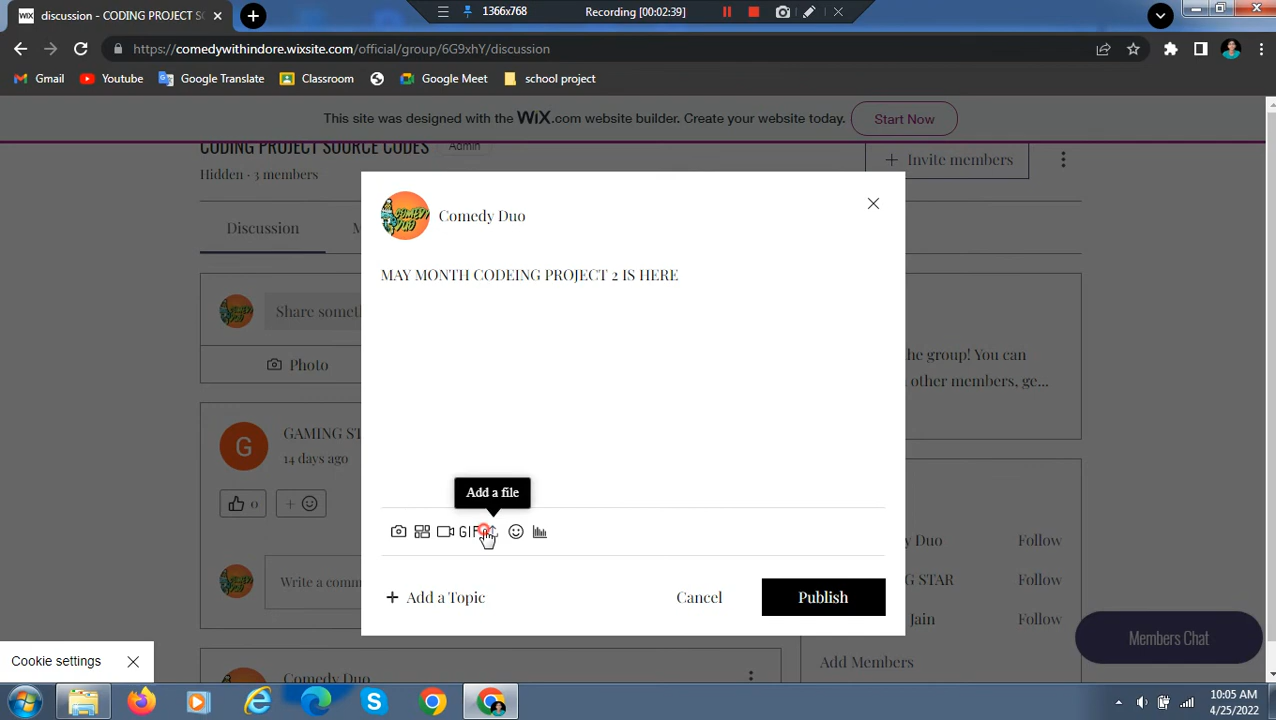 discussion - CODING PROJECT SO
1366x768
Recording [00:02:39]
https://comedywithindore.wixsite.com/official/group/6G9xhY/discussion
Gmail
Youtube
Google Translate
Classroom
Google Meet
school project
This site was designed with the WiX.com website builder. Create your website today.
Start Now
CODING PROJECT SOURCE CODES
Admin
Hidden · 3 members
+ Invite members
Discussion
M
Comedy Duo
MAY MONTH CODEING PROJECT 2 IS HERE
Share someth
Photo
he group! You can
other members, ge...
G
GAMING ST
14 days ago
0
+
Add a file
GIF
Write a comm
y Duo
Follow
G STAR
Follow
Jain
Follow
+ Add a Topic
Cancel
Publish
Members Chat
Cookie settings
Add Members
Comedy Duo
10:05 AM
4/25/2022